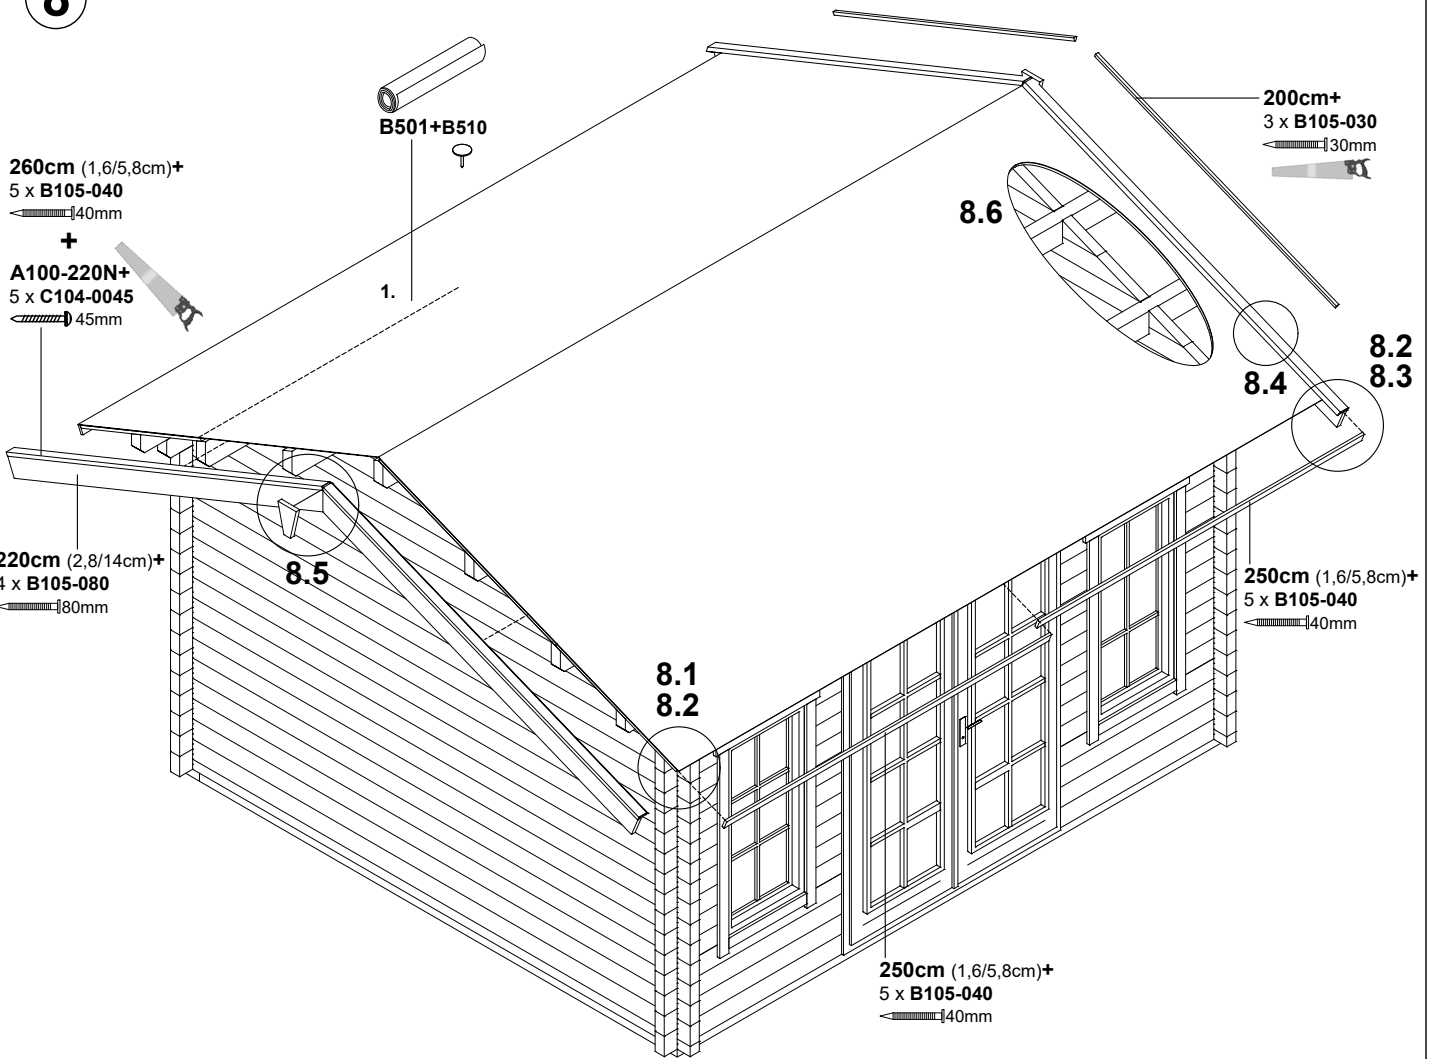 8
B501+B510
200cm+
3 x B105-030
30mm
260cm (1,6/5,8cm)+
5 x B105-040
40mm
+
A100-220N+
5 x C104-0045
45mm
1.
8.6
8.2
8.3
8.4
220cm (2,8/14cm)+
4 x B105-080
80mm
8.5
250cm (1,6/5,8cm)+
5 x B105-040
40mm
8.1
8.2
250cm (1,6/5,8cm)+
5 x B105-040
40mm